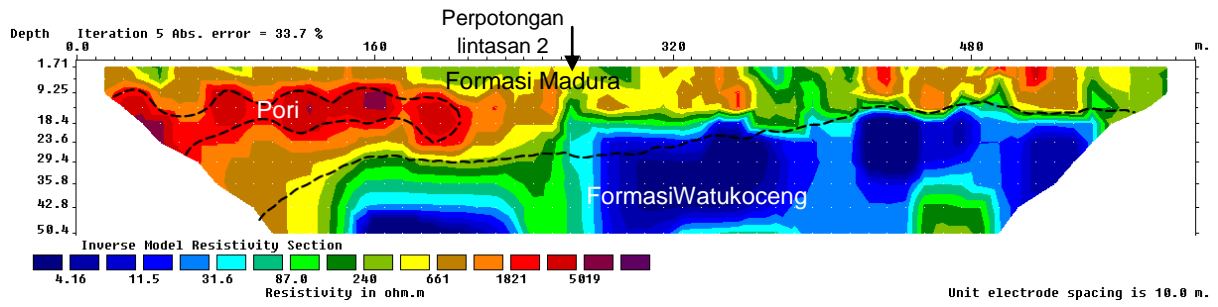 Perpotongan
lintasan 2
Depth Iteration 5 Abs. error = 33.7 %
0.0 160 320 480 m.
1.71
9.25
18.4
23.6
29.4
35.8
42.8
50.4
Formasi Madura
Pori
FormasiWatukoceng
Inverse Model Resistivity Section
4.16 11.5 31.6 87.0 240 661 1821 5019
Resistivity in ohm.m Unit electrode spacing is 10.0 m.